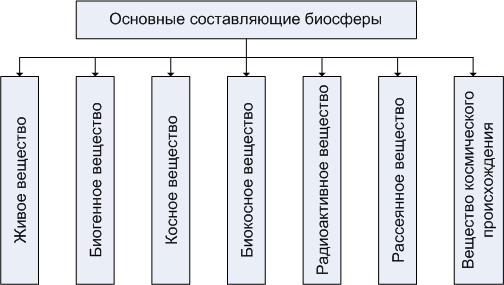 Основные составляющие биосферы
Живое вещество
Биогенное вещество
Косное вещество
Биокосное вещество
Радиоактивное вещество
Рассеянное вещество
Вещество космического
происхождения